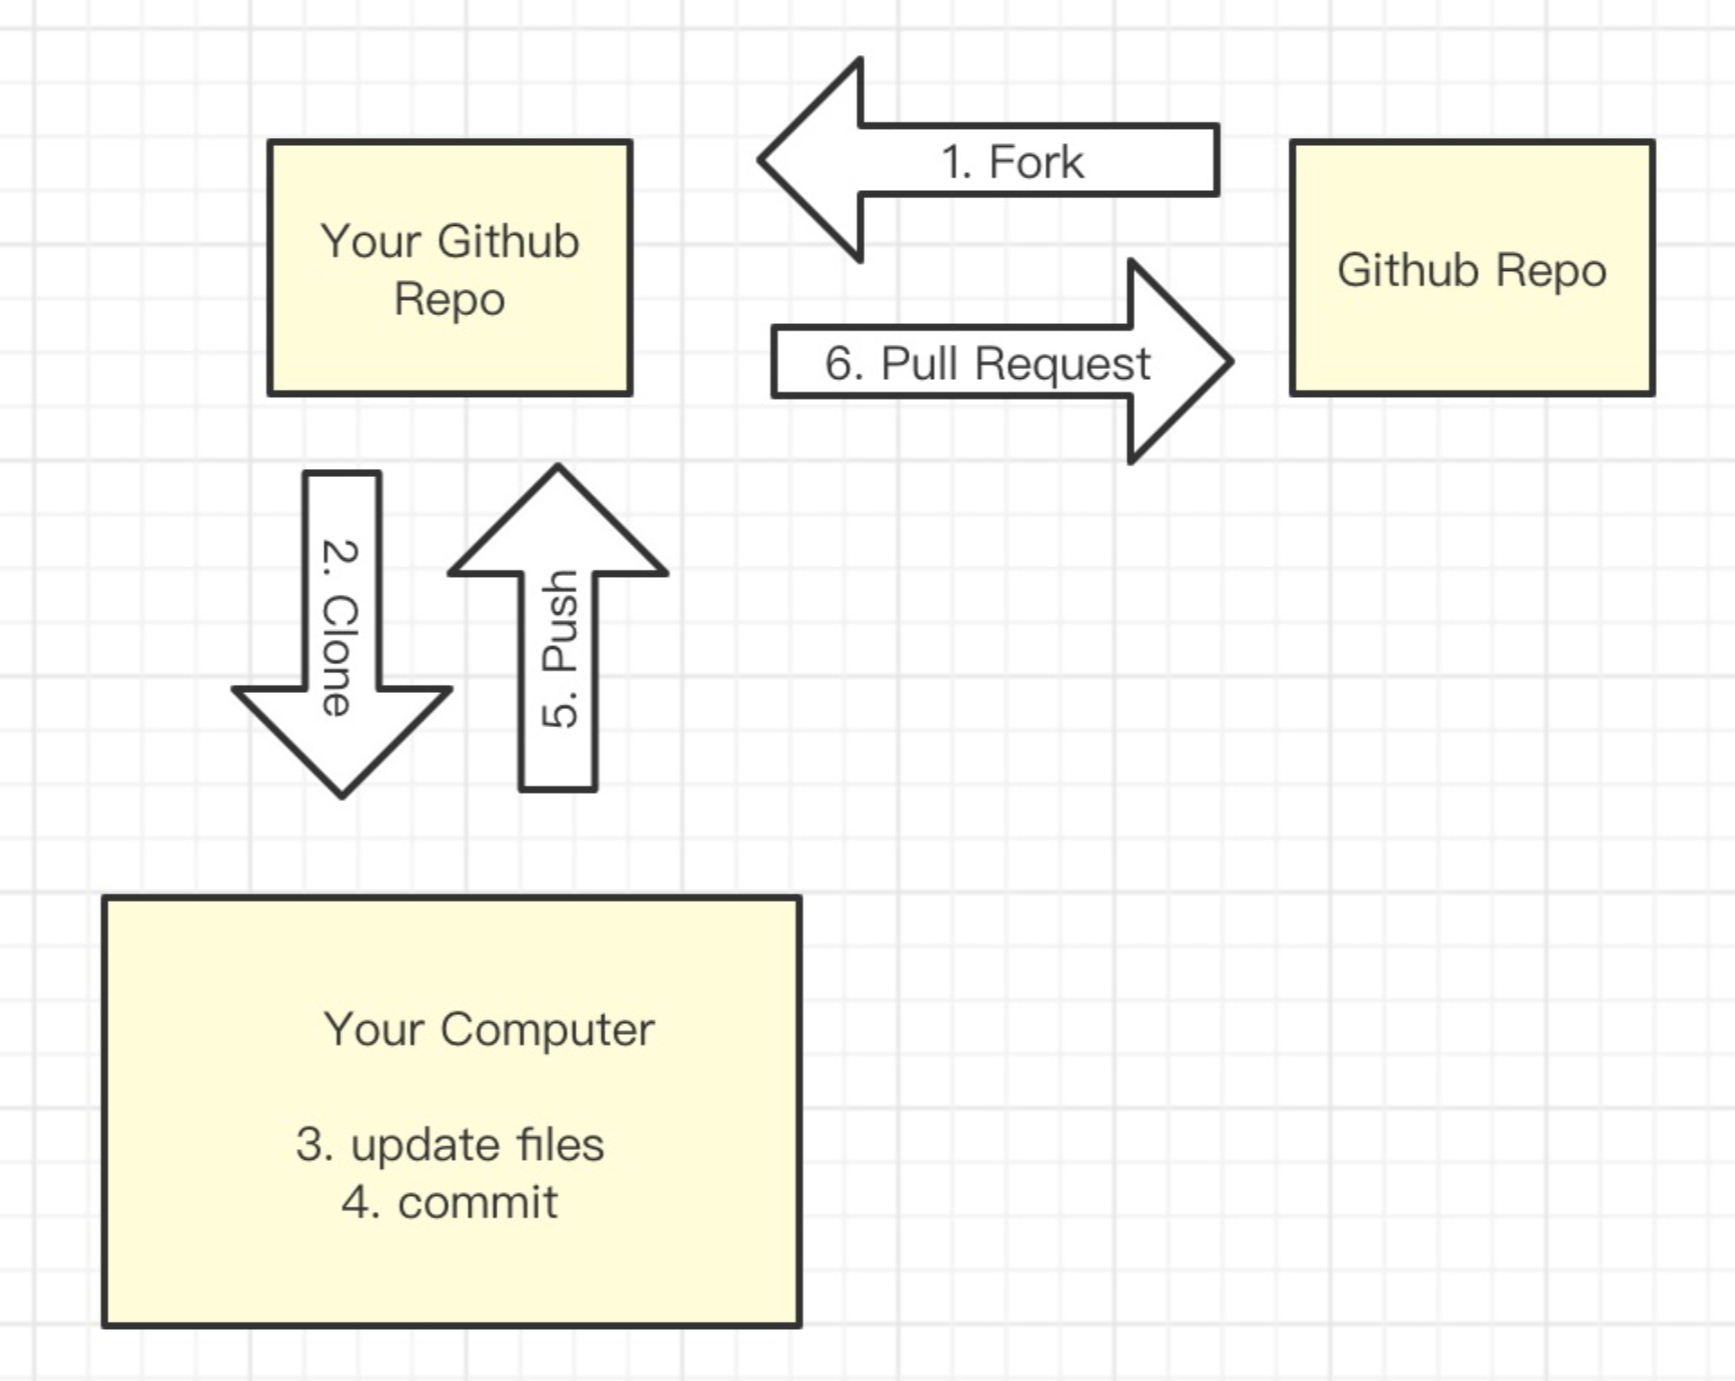 1. Fork
Your Github
Repo
Github Repo
6. Pull Request
2. Clone
5. Push
Your Computer
3. update files
4. commit